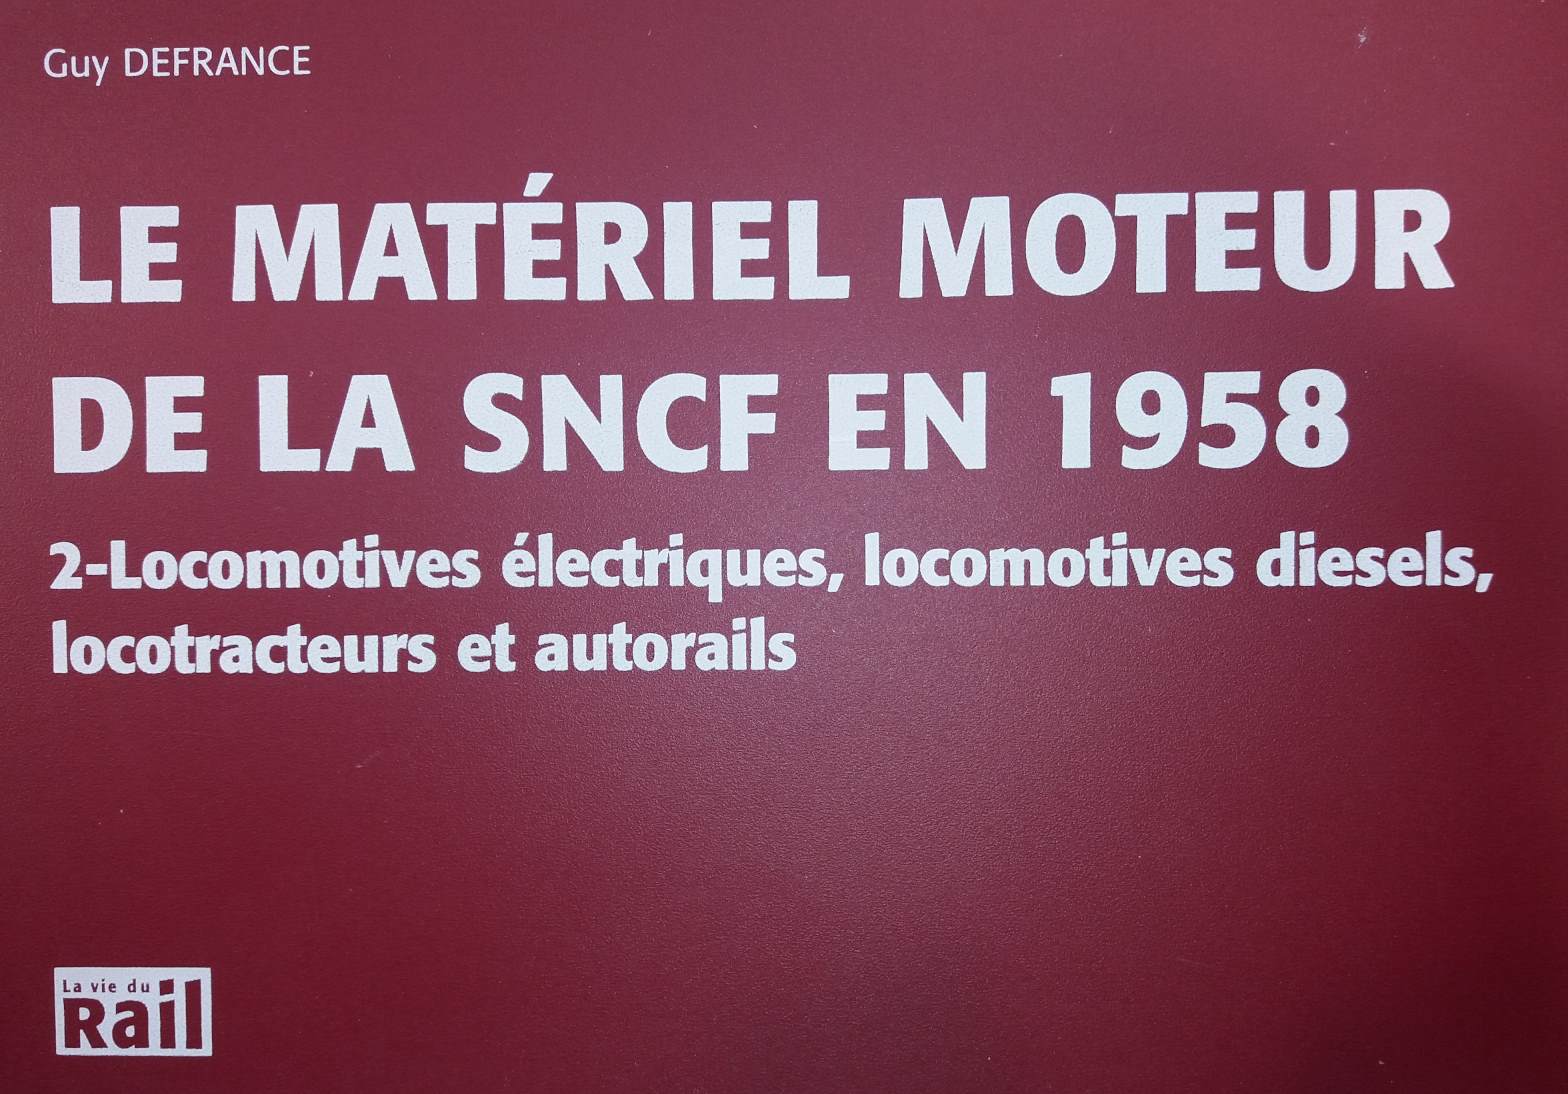 Guy DEFRANCE
LE MATÉRIEL MOTEUR
DE LA SNCF EN 1958
2-Locomotives électriques, locomotives diesels,
locotracteurs et autorails
La vie du
Rail